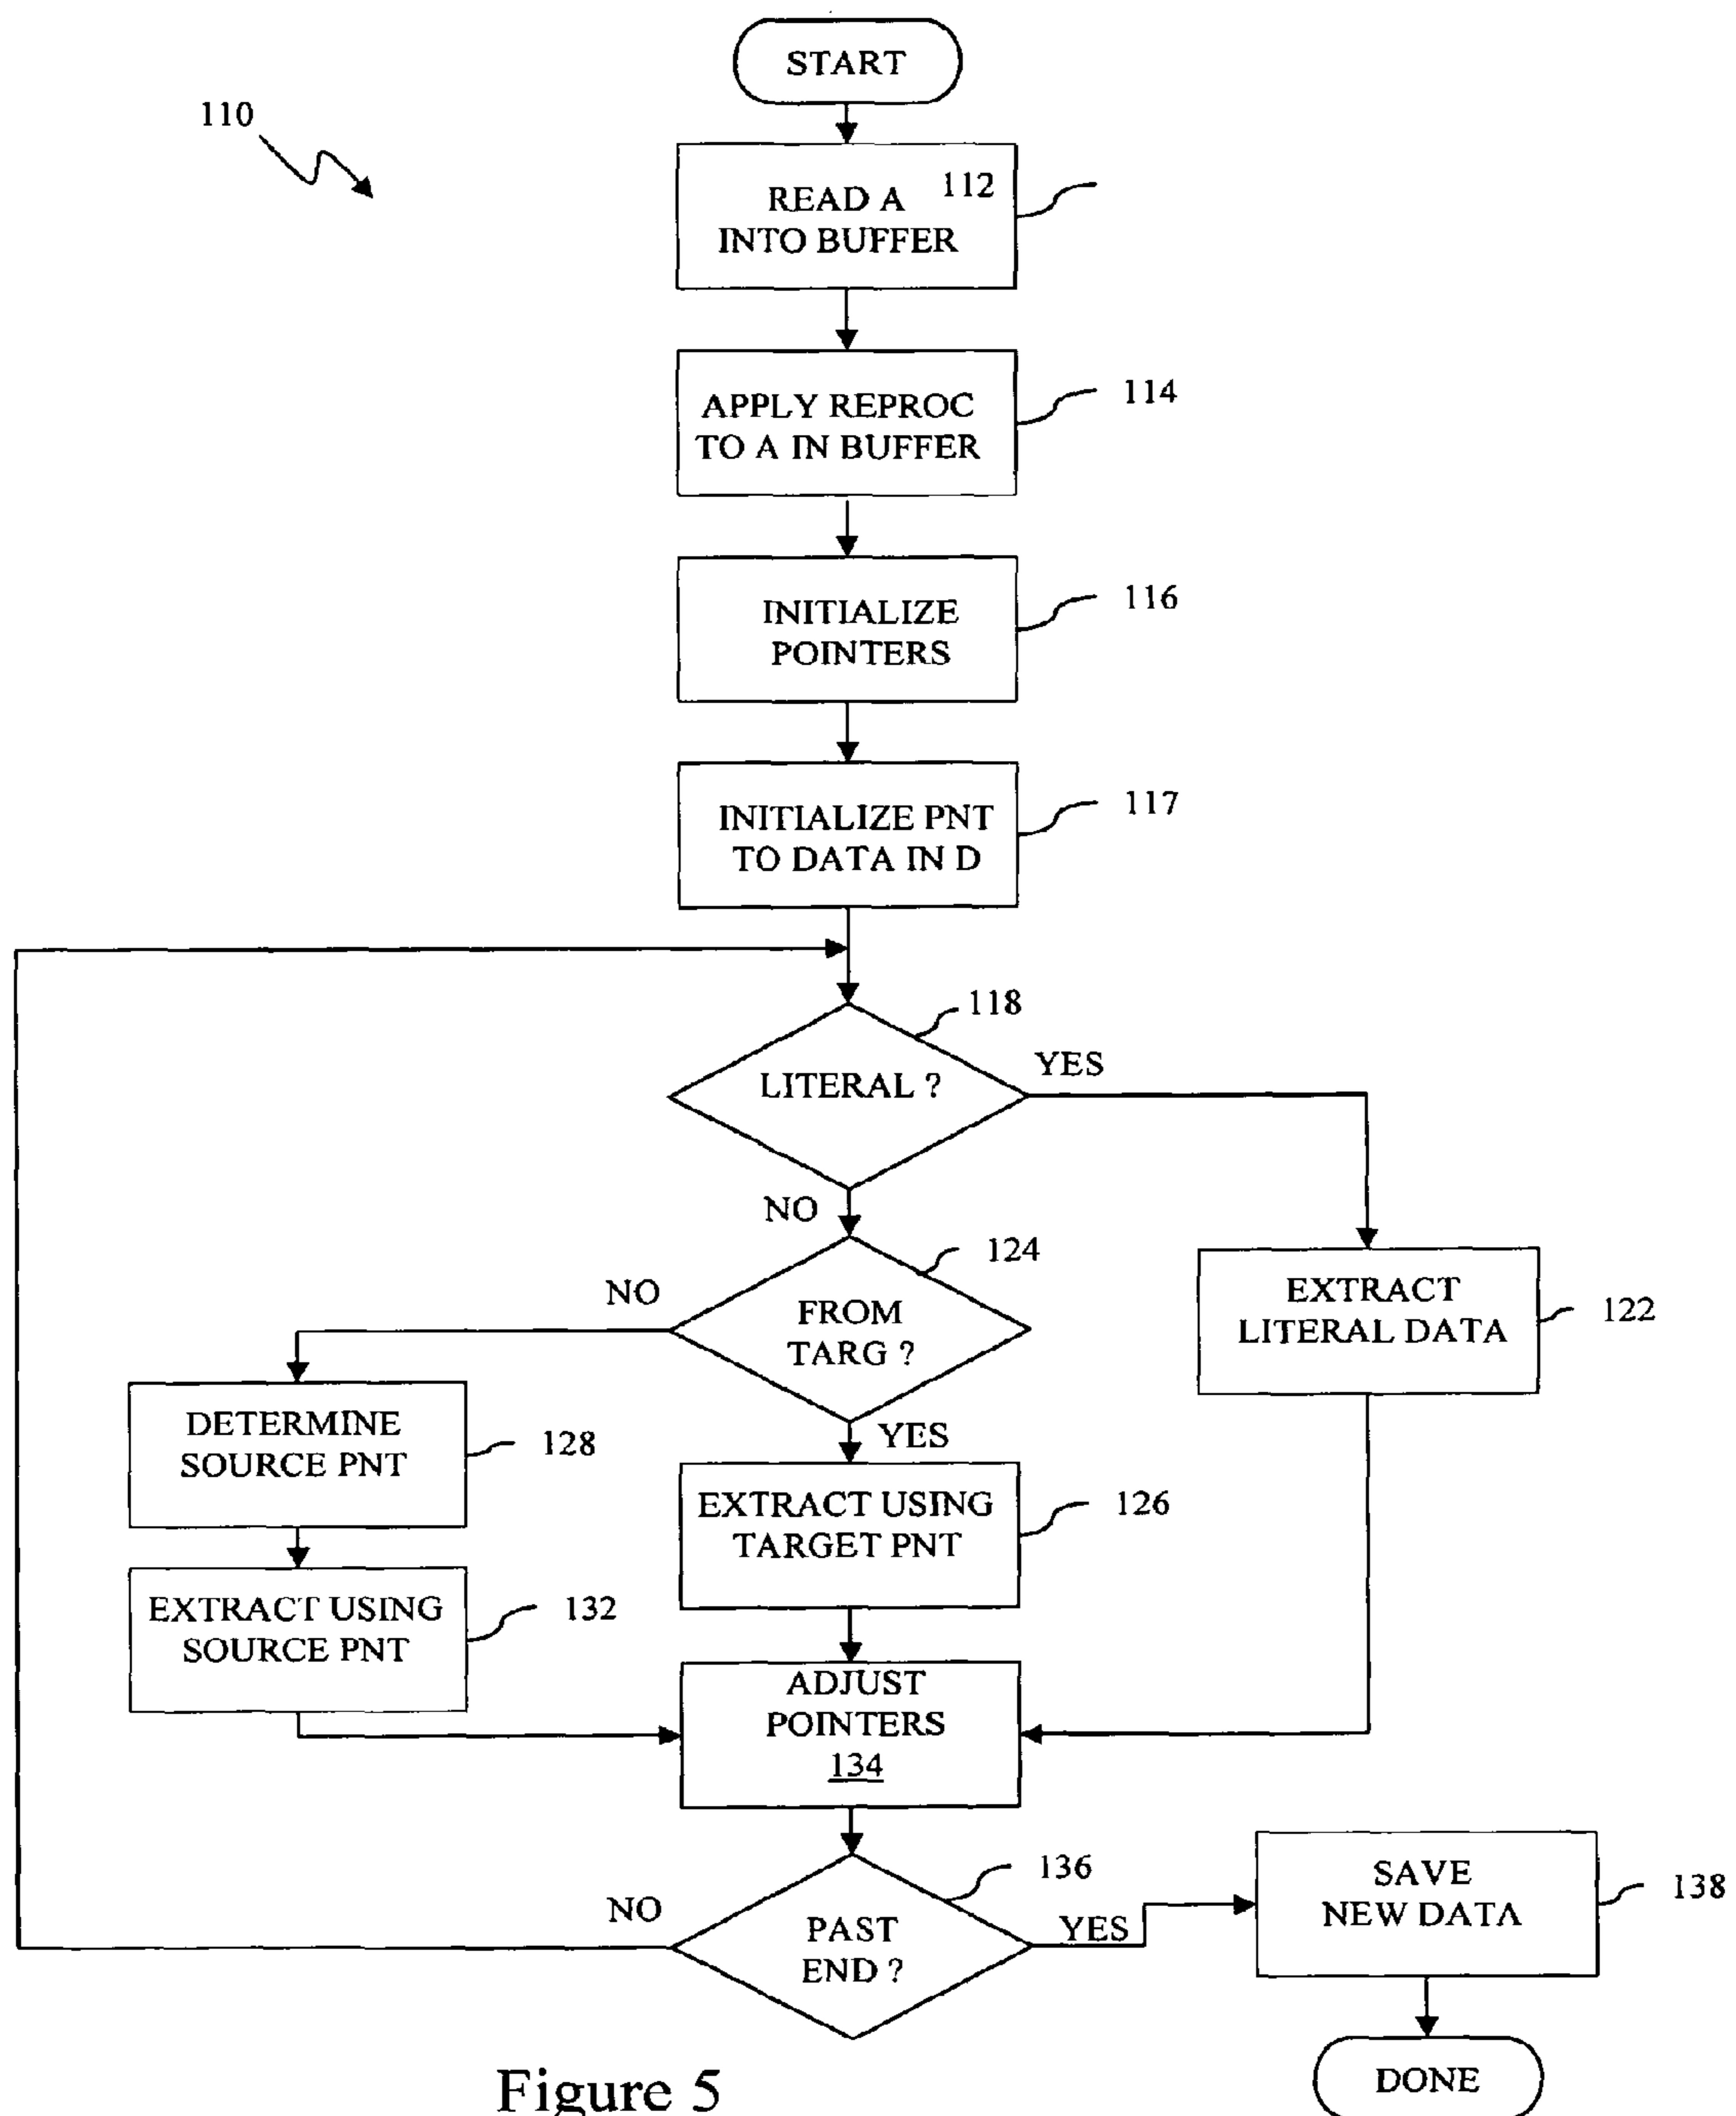 START
110
112
READ A
INTO BUFFER
APPLY REPROC
TO A IN BUFFER
114
INITIALIZE
POINTERS
116
INITIALIZE PNT
TO DATA IN D
117
118
LITERAL ?
YES
NO
124
FROM
TARG ?
NO
YES
EXTRACT
LITERAL DATA
122
DETERMINE
SOURCE PNT
128
EXTRACT USING
TARGET PNT
126
EXTRACT USING
SOURCE PNT
132
ADJUST
POINTERS
134
136
PAST
END ?
NO
YES
SAVE
NEW DATA
138
DONE
Figure 5